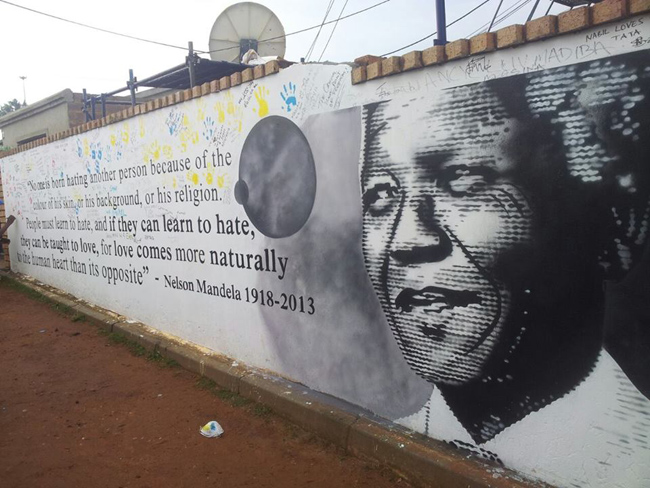 "No one is born hating another person because of the
colour of his skin, or his background, or his religion.
People must learn to hate, and if they can learn to hate,
they can be taught to love, for love comes more naturally
to the human heart than its opposite" - Nelson Mandela 1918-2013
NAKIL LOVES
TATA
MADIBA